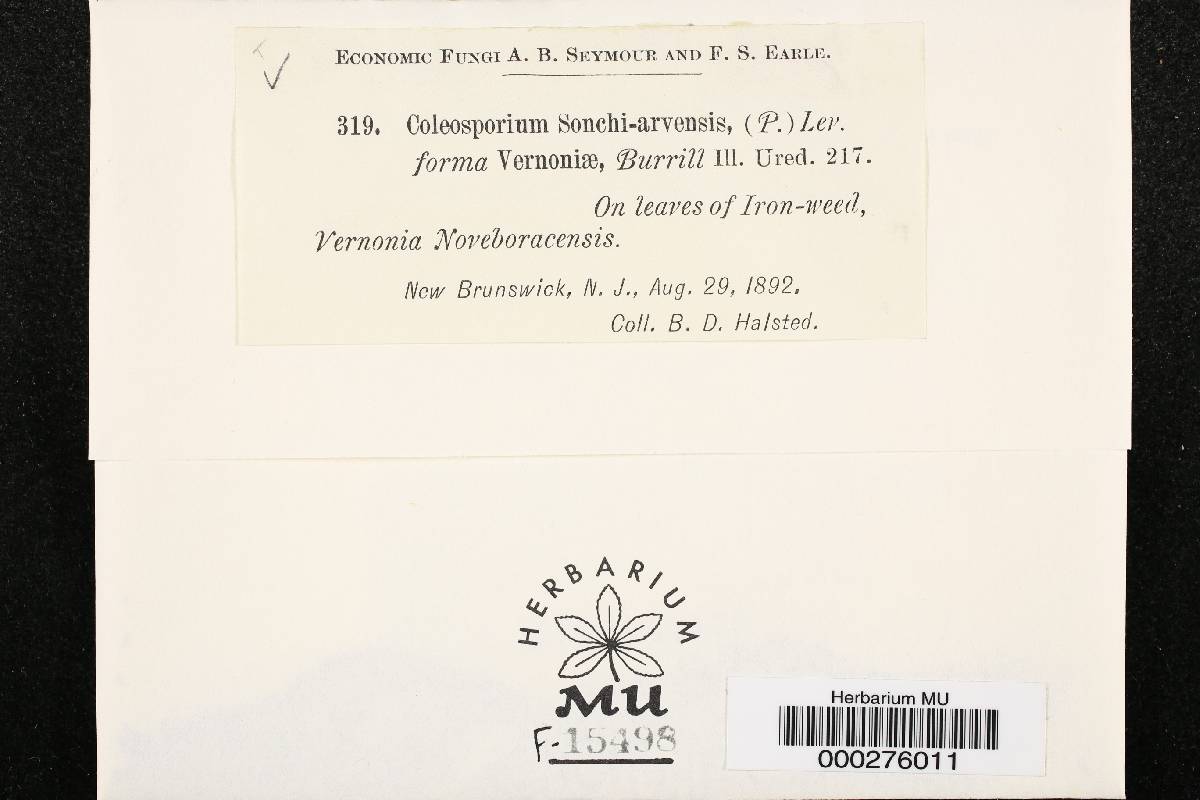 ECONOMIC FUNGI A. B. SEYMOUR AND F. S. EARLE.
319. Coleosporium Sonchi-arvensis, (P.) Lev.
forma Vernoniæ, Burrill Ill. Ured. 217.
On leaves of Iron-weed,
Vernonia Noveboracensis.
New Brunswick, N. J., Aug. 29, 1892.
Coll. B. D. Halsted.
HERBARIUM
MU
F-15498
Herbarium MU
000276011